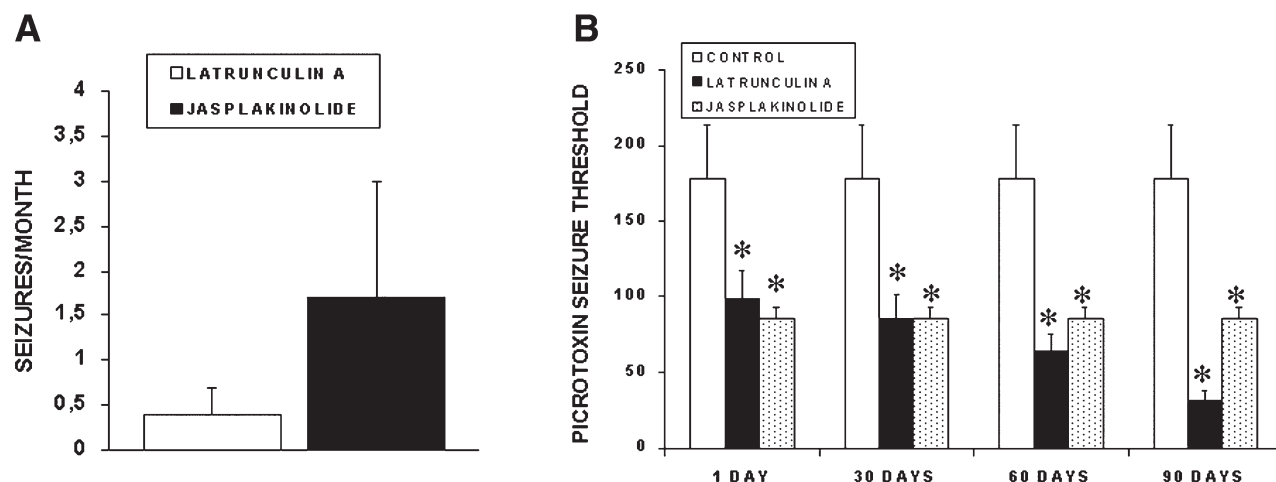 A
LATRUNCULIN A
JASPLAKINOLIDE
SEIZURES/MONTH
4
3,5
3
2,5
2
1,5
1
0,5
0
B
CONTROL
LATRUNCULIN A
JASPLAKINOLIDE
PICROTOXIN SEIZURE THRESHOLD
250
200
150
100
50
0
* * * * * * * *
1 DAY 30 DAYS 60 DAYS 90 DAYS